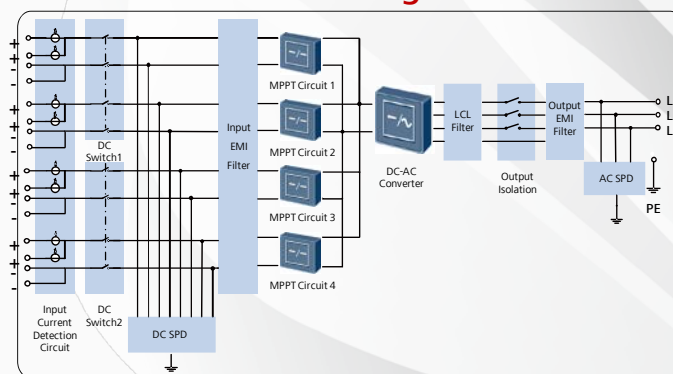 +
+
-
-
+
+
-
-
+
+
-
-
+
+
-
-
Input
Current
Detection
Circuit
DC
Switch1
DC
Switch2
DC SPD
Input
EMI
Filter
MPPT Circuit 1
MPPT Circuit 2
MPPT Circuit 3
MPPT Circuit 4
DC-AC
Converter
LCL
Filter
Output
Isolation
Output
EMI
Filter
AC SPD
L
L
L
PE